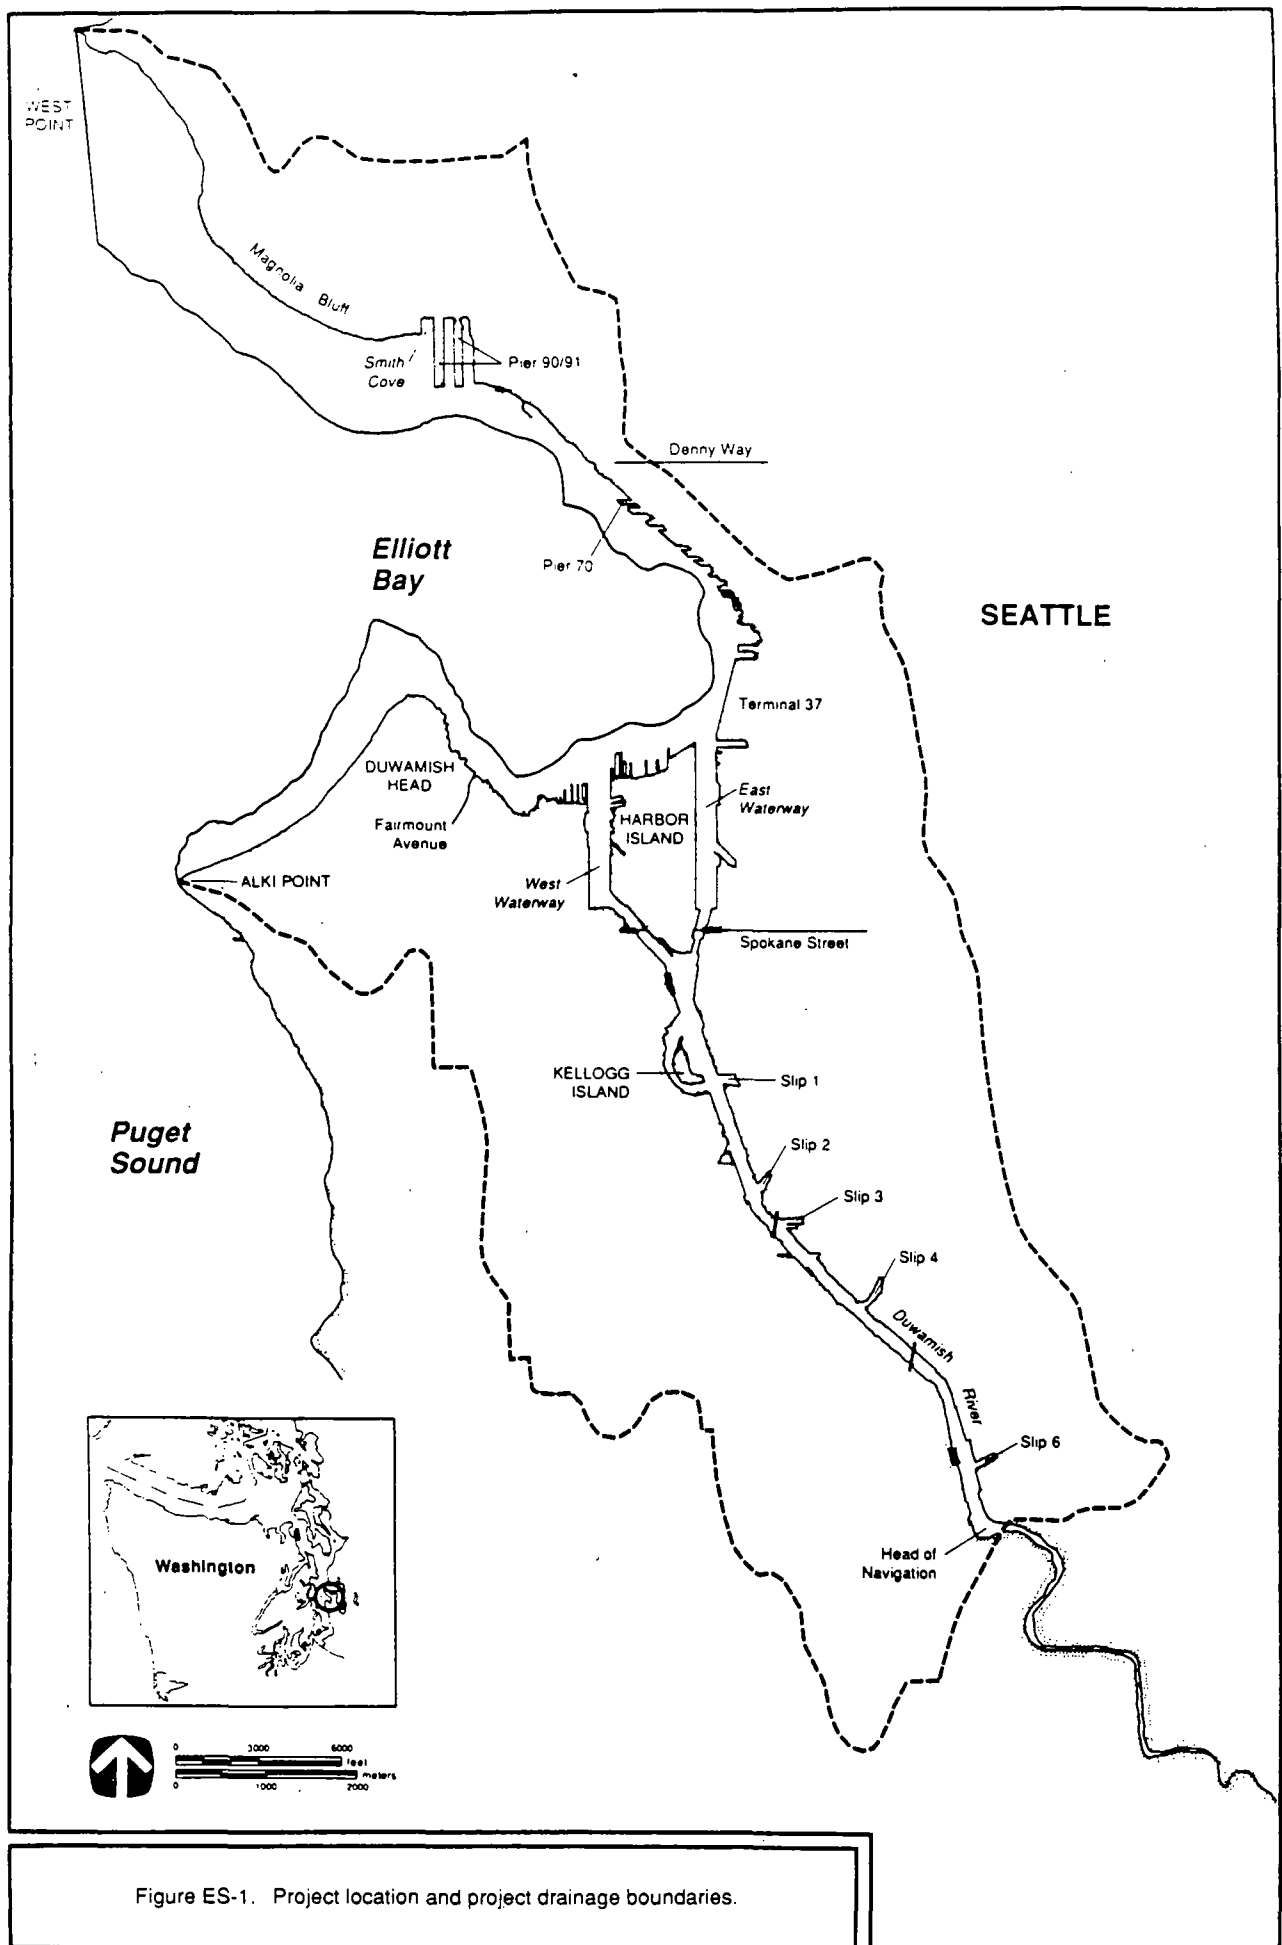 WEST
POINT
Magnolia Bluff
Smith
Cove
Pier 90/91
Denny Way
Pier 70
Elliott
Bay
SEATTLE
Terminal 37
DUWAMISH
HEAD
Fairmount
Avenue
East
Waterway
HARBOR
ISLAND
ALKI POINT
West
Waterway
Spokane Street
KELLOGG
ISLAND
Slip 1
Puget
Sound
Slip 2
Slip 3
Slip 4
Duwamish
River
Slip 6
Head of
Navigation
Washington
0 3000 6000
feet
meters
0 1000 2000
Figure ES-1. Project location and project drainage boundaries.